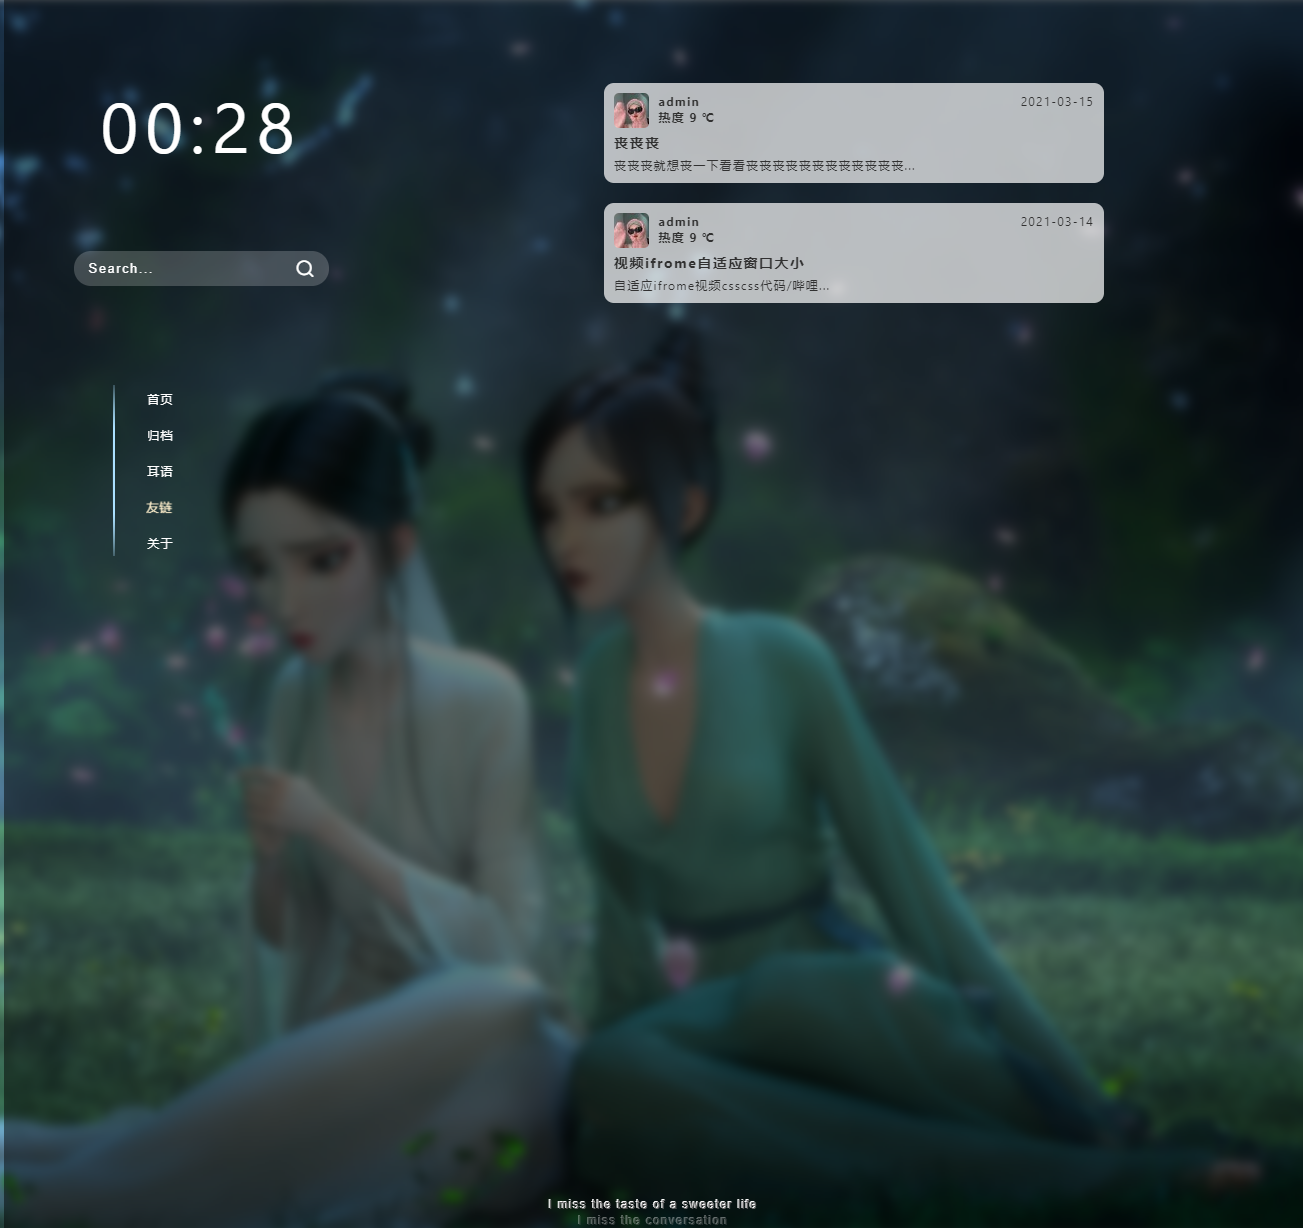 00:28
Search...
首页
归档
耳语
友链
关于
admin
2021-03-15
热度 9 ℃
丧丧丧
丧丧丧就想丧一下看看丧丧丧丧丧丧丧丧丧丧丧丧...
admin
2021-03-14
热度 9 ℃
视频ifrome自适应窗口大小
自适应ifrome视频csscss代码/哔哩...
I miss the taste of a sweeter life
I miss the conversation